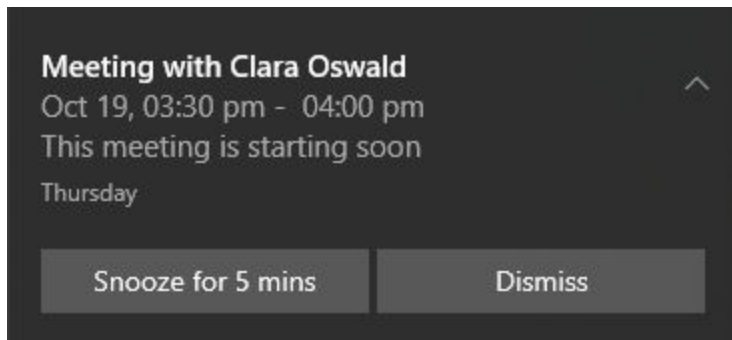 Meeting with Clara Oswald
Oct 19, 03:30 pm - 04:00 pm
This meeting is starting soon
Thursday
Snooze for 5 mins
Dismiss